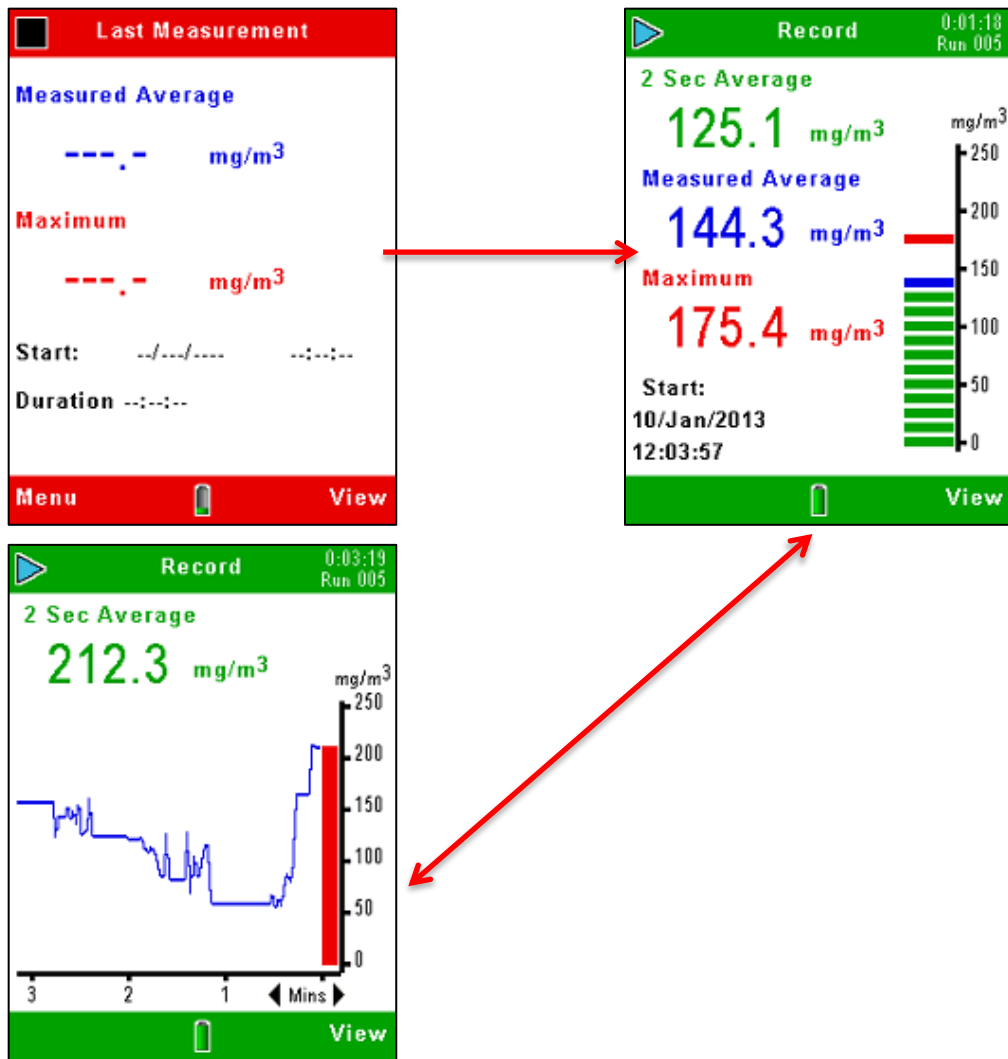 Last Measurement
Measured Average
---.- mg/m3
Maximum
---.- mg/m3
Start: --/---/---- --:--:--
Duration --:--:--
Menu View
Record 0:01:18
Run 005
2 Sec Average
125.1 mg/m3
Measured Average
144.3 mg/m3
Maximum
175.4 mg/m3
Start:
10/Jan/2013
12:03:57
mg/m3
250
200
150
100
50
0
View
Record 0:03:19
Run 005
2 Sec Average
212.3 mg/m3
mg/m3
250
200
150
100
50
0
3 2 1 Mins
View